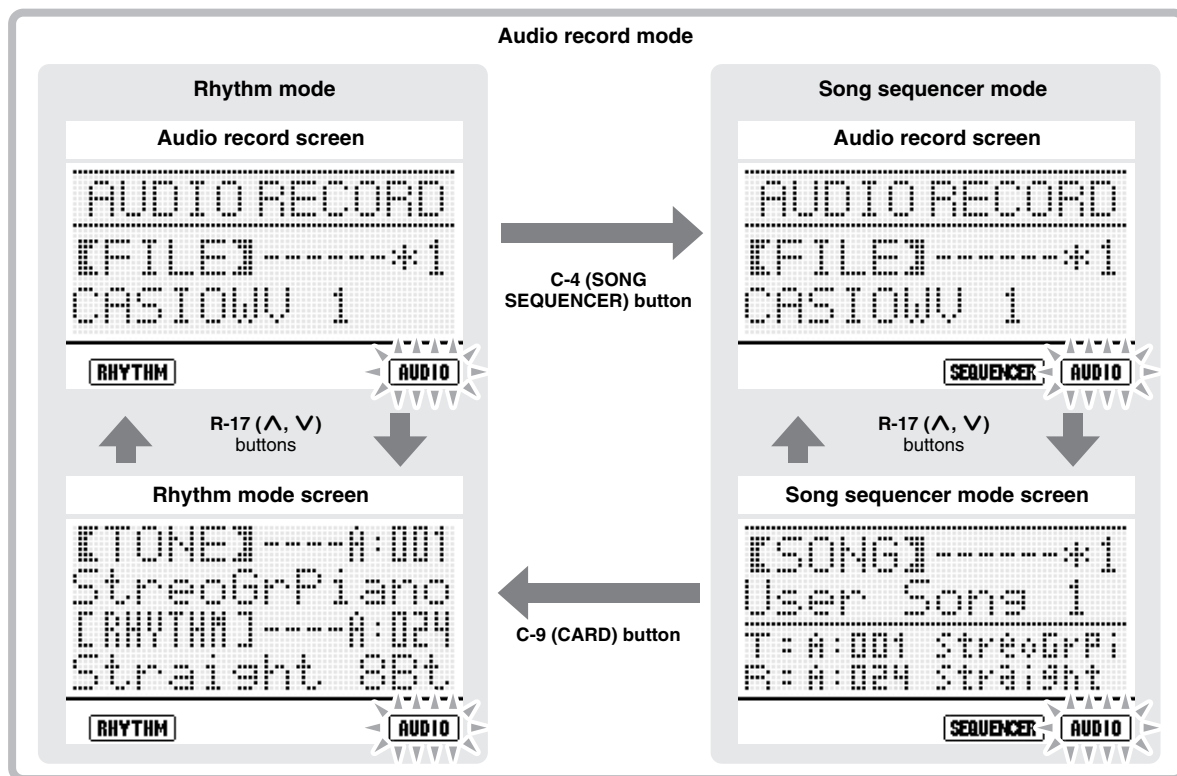 Audio record mode
Rhythm mode
Audio record screen
AUDIO RECORD
【FILE】------*1
CASIOWV 1
RHYTHM
AUDIO
R-17 (∧, ∨)
buttons
Rhythm mode screen
【TONE】----A:001
StreoGrPiano
[RHYTHM]----A:024
Straight 8Bt
RHYTHM
AUDIO
C-4 (SONG
SEQUENCER) button
C-9 (CARD) button
Song sequencer mode
Audio record screen
AUDIO RECORD
【FILE】------*1
CASIOWV 1
SEQUENCER
AUDIO
R-17 (∧, ∨)
buttons
Song sequencer mode screen
【SONG】------*1
User Song 1
T:A:001 StreoGrPi
R:A:024 Straight
SEQUENCER
AUDIO